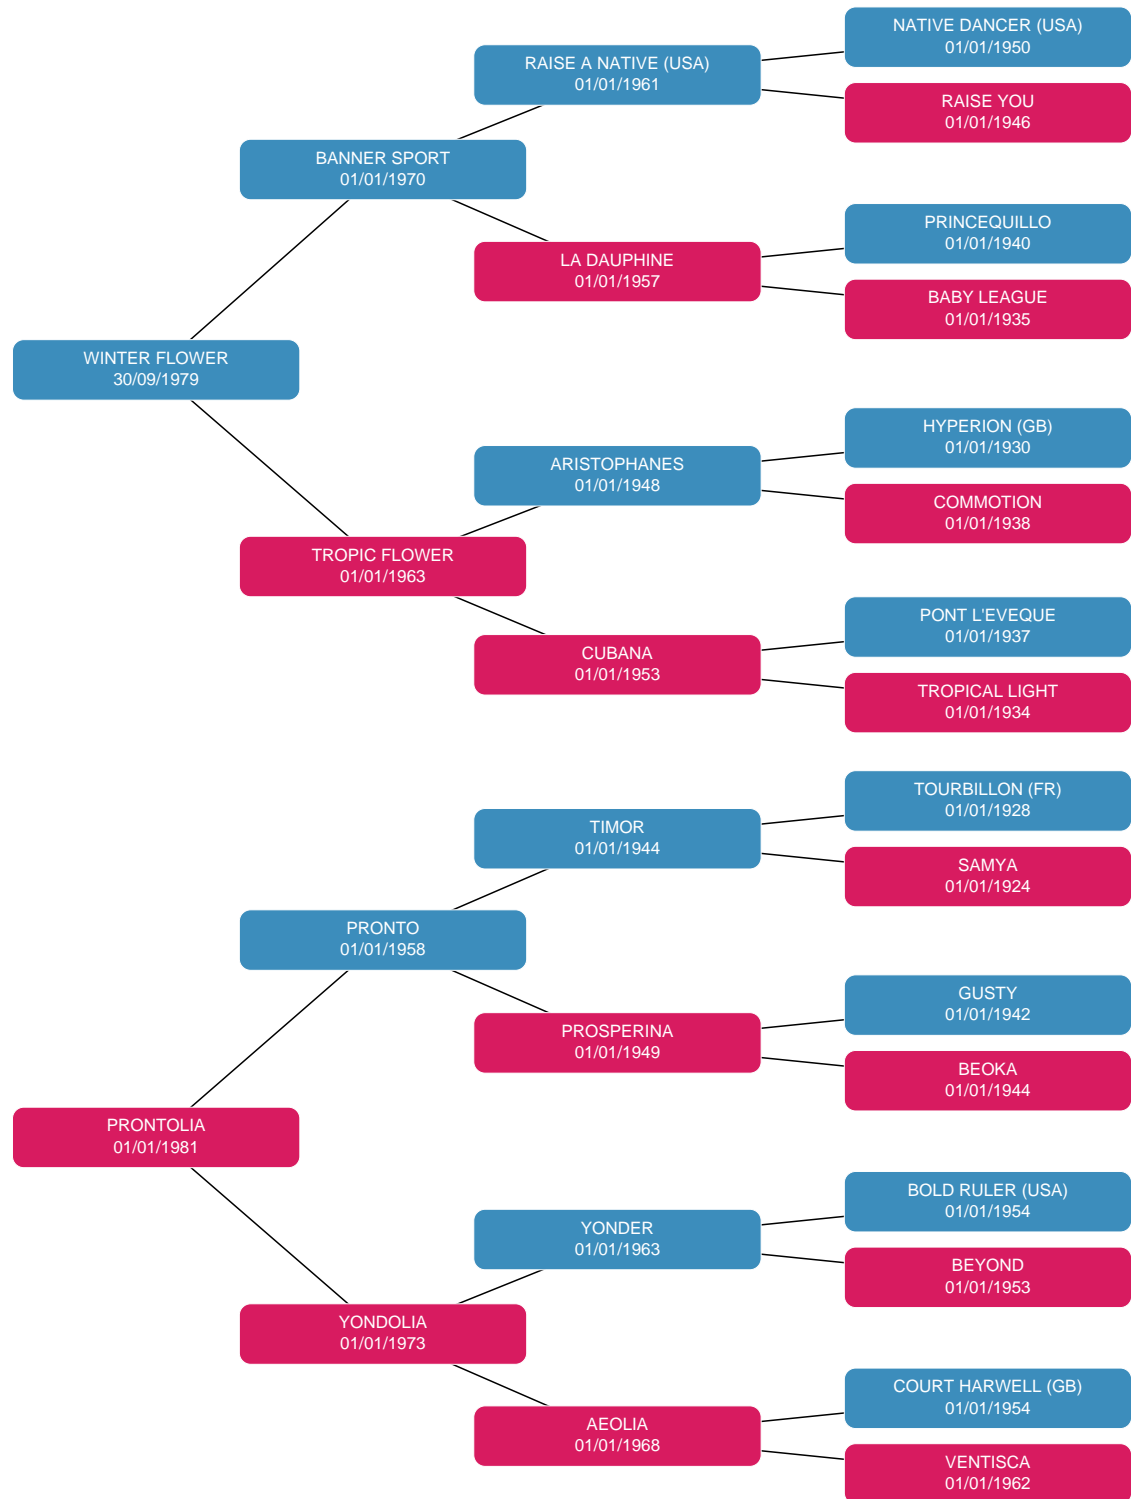 NATIVE DANCER (USA)
01/01/1950
RAISE A NATIVE (USA)
01/01/1961
RAISE YOU
01/01/1946
BANNER SPORT
01/01/1970
PRINCEQUILLO
01/01/1940
LA DAUPHINE
01/01/1957
BABY LEAGUE
01/01/1935
WINTER FLOWER
30/09/1979
HYPERION (GB)
01/01/1930
ARISTOPHANES
01/01/1948
COMMOTION
01/01/1938
TROPIC FLOWER
01/01/1963
PONT L'EVEQUE
01/01/1937
CUBANA
01/01/1953
TROPICAL LIGHT
01/01/1934
TOURBILLON (FR)
01/01/1928
TIMOR
01/01/1944
SAMYA
01/01/1924
PRONTO
01/01/1958
GUSTY
01/01/1942
PROSPERINA
01/01/1949
BEOKA
01/01/1944
PRONTOLIA
01/01/1981
BOLD RULER (USA)
01/01/1954
YONDER
01/01/1963
BEYOND
01/01/1953
YONDOLIA
01/01/1973
COURT HARWELL (GB)
01/01/1954
AEOLIA
01/01/1968
VENTISCA
01/01/1962